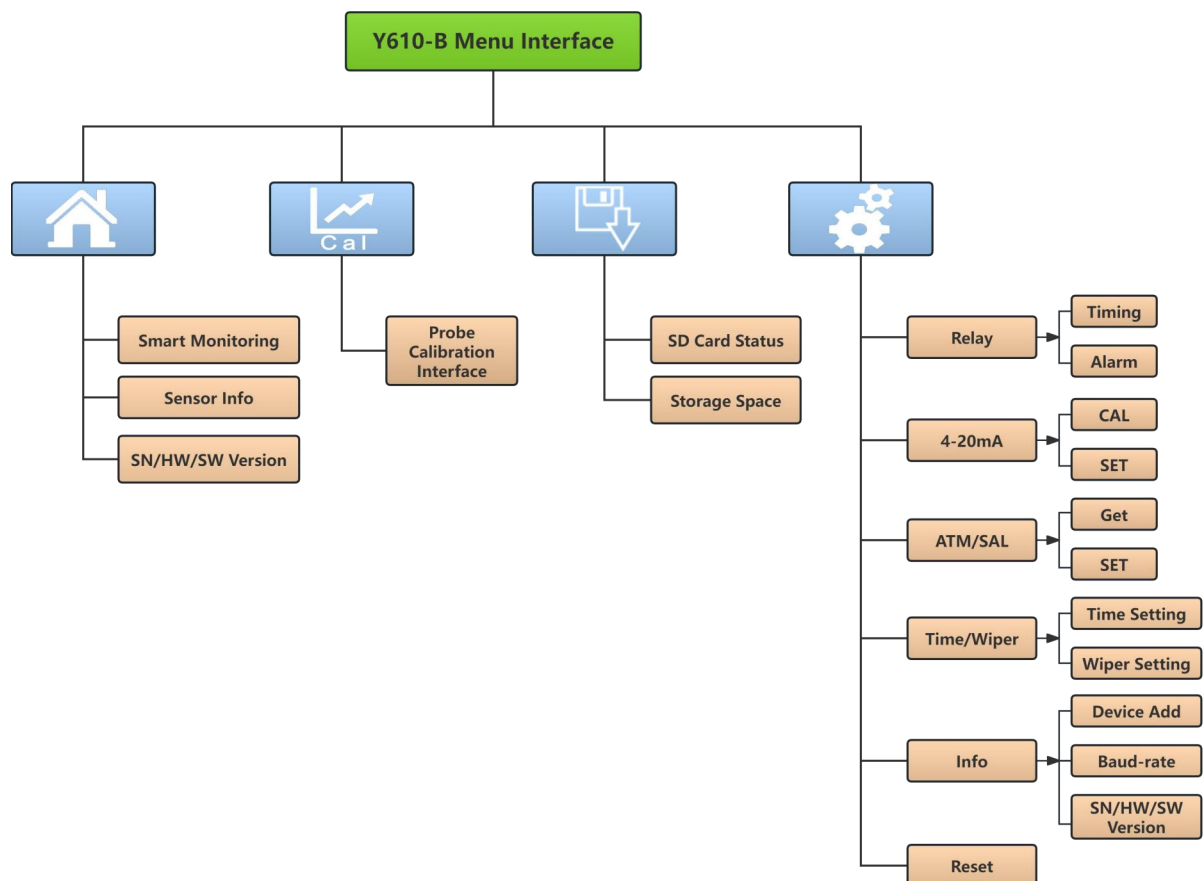 Y610-B Menu Interface
Cal
Smart Monitoring
Sensor Info
SN/HW/SW Version
Probe
Calibration
Interface
SD Card Status
Storage Space
Relay
Timing
Alarm
4-20mA
CAL
SET
ATM/SAL
Get
SET
Time/Wiper
Time Setting
Wiper Setting
Info
Device Add
Baud-rate
SN/HW/SW
Version
Reset